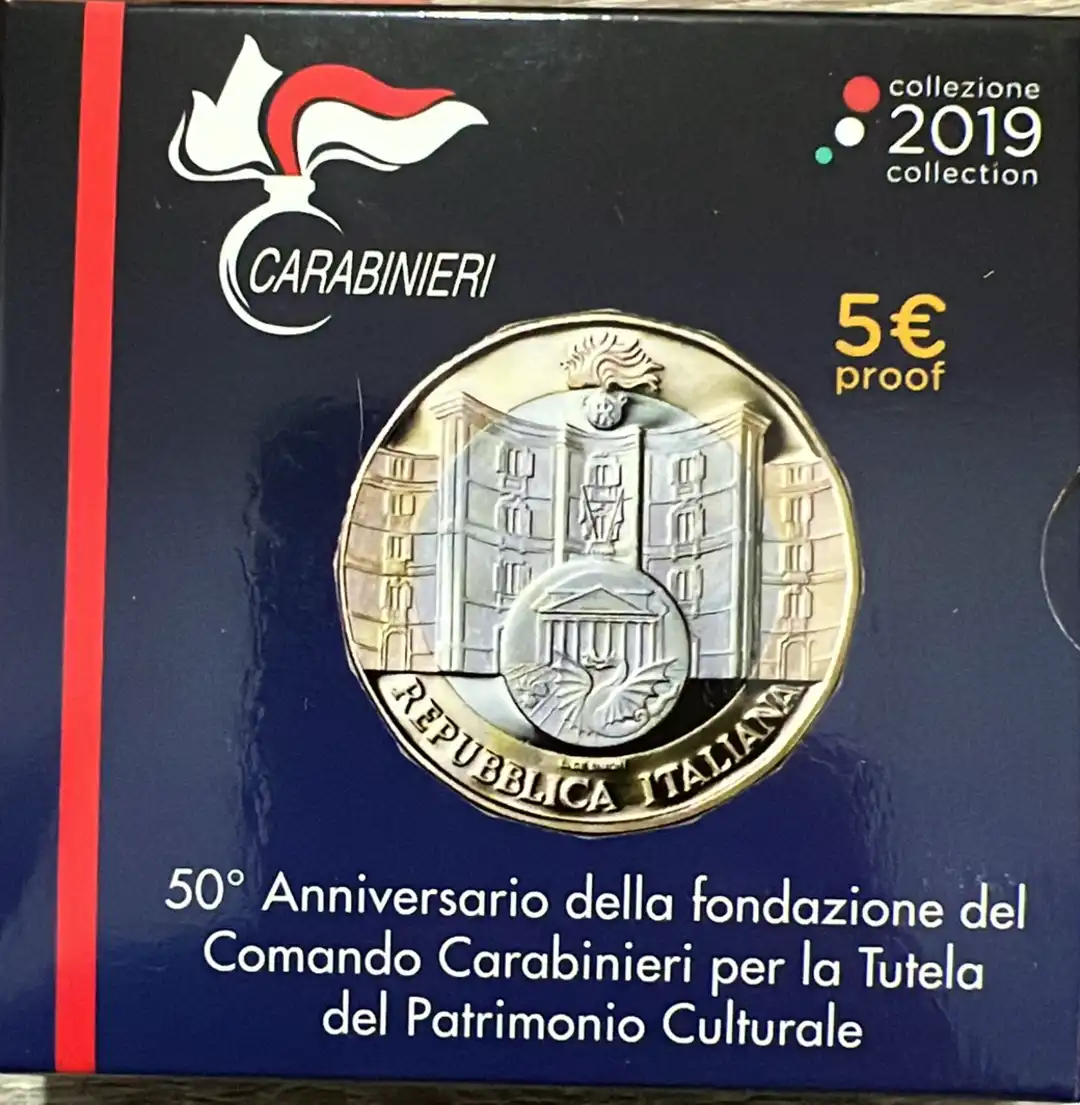 collezione
2019
collection
CARABINIERI
5€
proof
REPUBBLICA ITALIANA
50° Anniversario della fondazione del
Comando Carabinieri per la Tutela
del Patrimonio Culturale